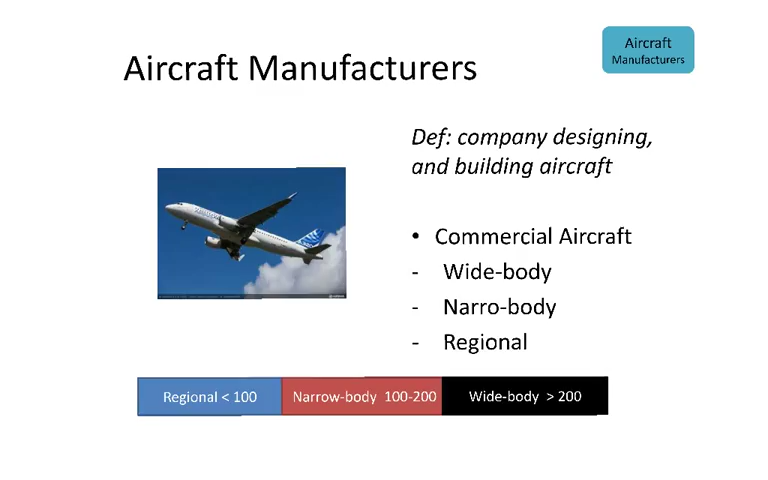 Aircraft Manufacturers
Aircraft
Manufacturers
Def: company designing,
and building aircraft
• Commercial Aircraft
- Wide-body
- Narro-body
- Regional
Regional < 100
Narrow-body 100-200
Wide-body > 200